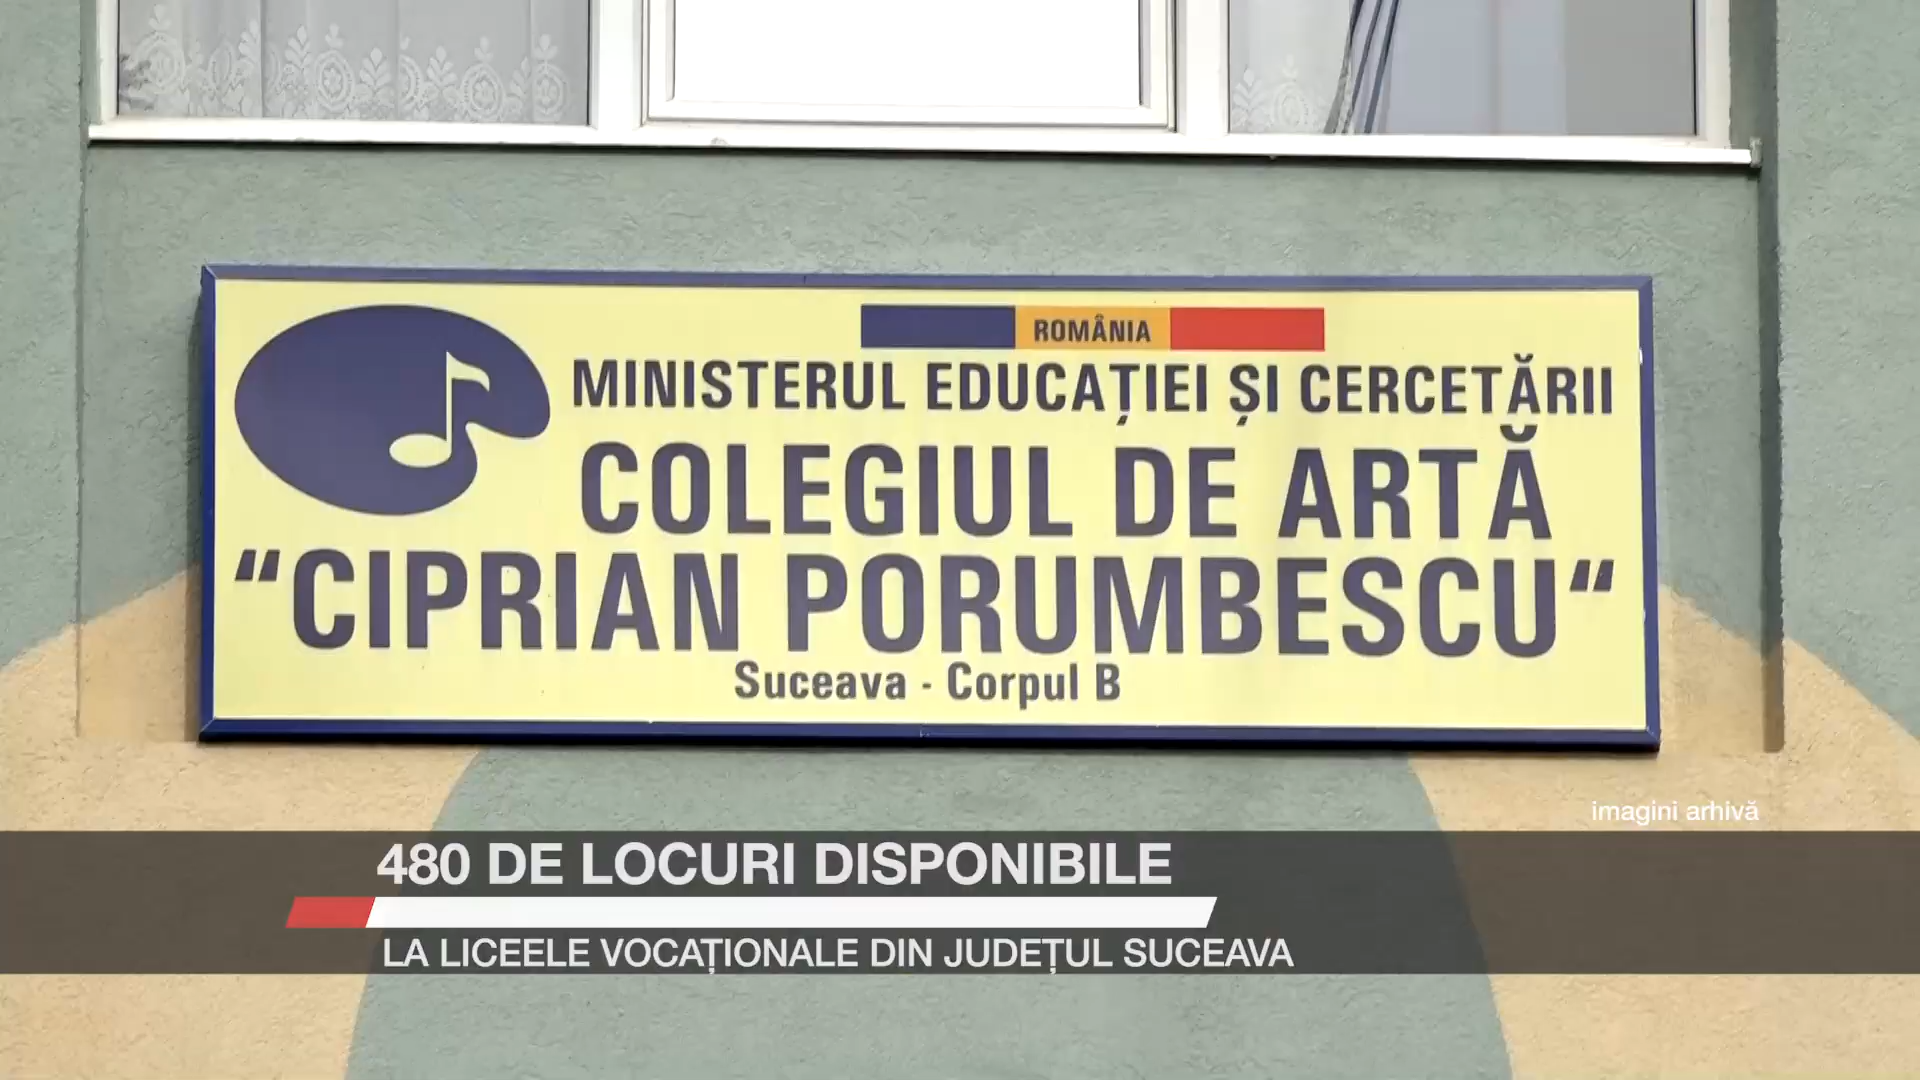 ROMÂNIA
MINISTERUL EDUCAȚIEI ȘI CERCETĂRII
COLEGIUL DE ARTĂ
“CIPRIAN PORUMBESCU“
Suceava - Corpul B
imagini arhivă
480 DE LOCURI DISPONIBILE
LA LICEELE VOCAȚIONALE DIN JUDEȚUL SUCEAVA